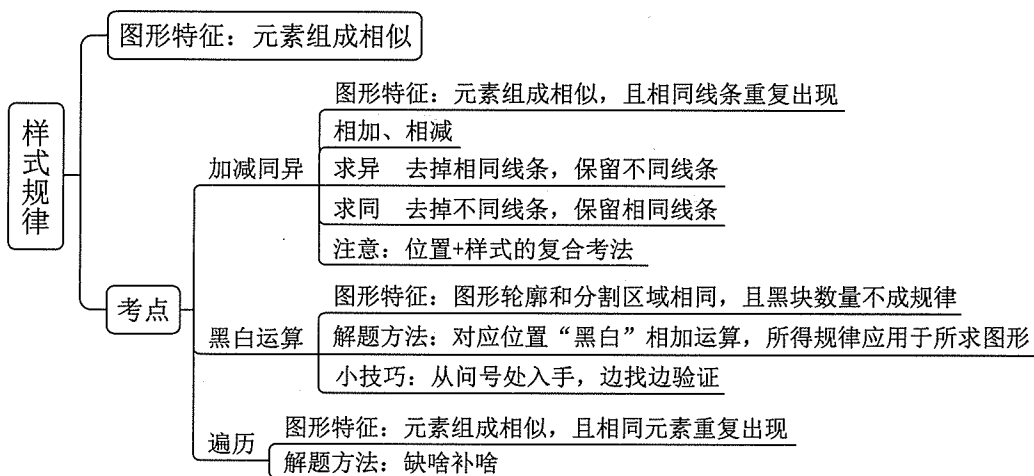 样式规律
图形特征：元素组成相似
考点
加减同异
图形特征：元素组成相似，且相同线条重复出现
相加、相减
求异 去掉相同线条，保留不同线条
求同 去掉不同线条，保留相同线条
注意：位置+样式的复合考法
黑白运算
图形特征：图形轮廓和分割区域相同，且黑块数量不成规律
解题方法：对应位置“黑白”相加运算，所得规律应用于所求图形
小技巧：从问号处入手，边找边验证
遍历
图形特征：元素组成相似，且相同元素重复出现
解题方法：缺啥补啥